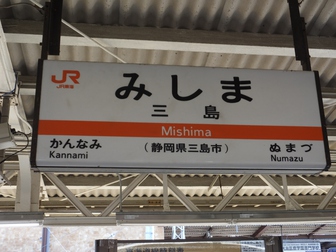 JR
JR東海
みしま
三島
Mishima
かんなみ (静岡県三島市) ぬまづ
Kannami Numazu